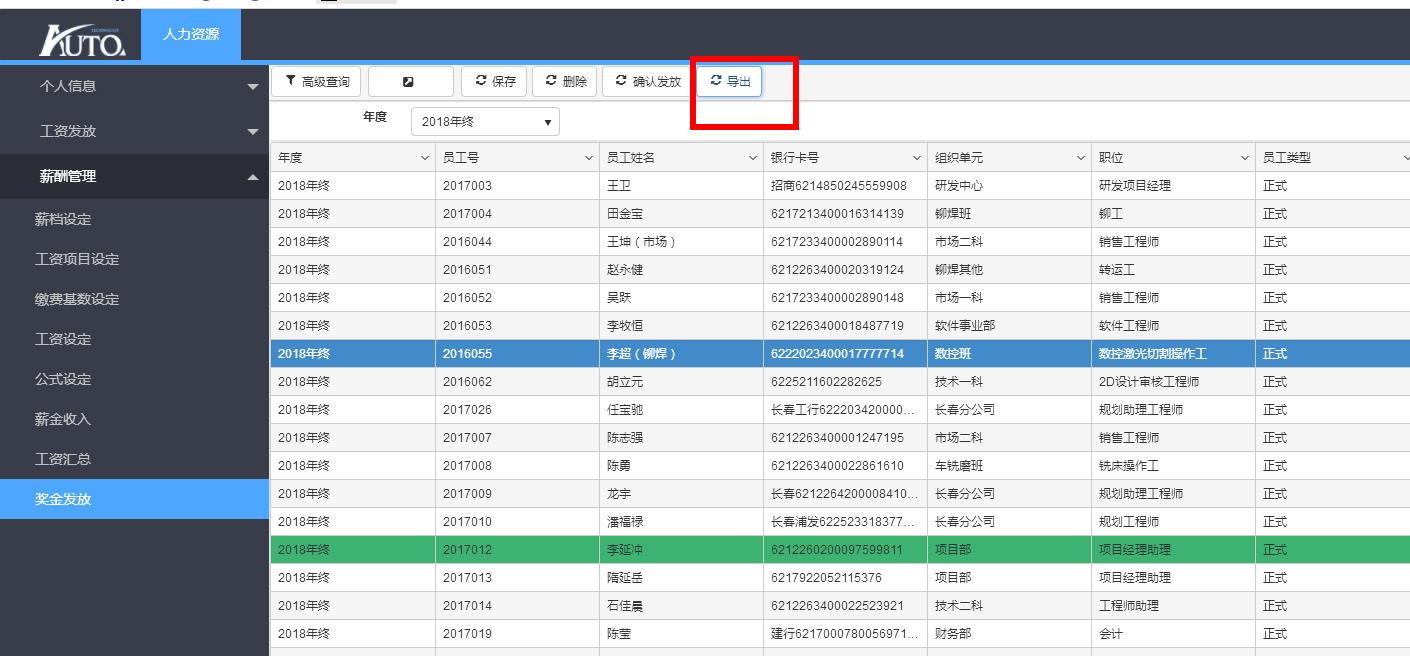 AUTO. 人力资源
个人信息
工资发放
薪酬管理
薪档设定
工资项目设定
缴费基数设定
工资设定
公式设定
薪金收入
工资汇总
奖金发放
高级查询 保存 删除 确认发放 导出
年度 2018年终
年度 员工号 员工姓名 银行卡号 组织单元 职位 员工类型
2018年终 2017003 王卫 招商6214850245559908 研发中心 研发项目经理 正式
2018年终 2017004 田金宝 6217213400016314139 铆焊班 铆工 正式
2018年终 2016044 王坤（市场） 6217233400002890114 市场二科 销售工程师 正式
2018年终 2016051 赵永健 6212263400020319124 铆焊其他 转运工 正式
2018年终 2016052 吴跃 6217233400002890148 市场一科 销售工程师 正式
2018年终 2016053 李牧恒 6212263400018487719 软件事业部 软件工程师 正式
2018年终 2016055 李超（铆焊） 6222023400017777714 数控班 数控激光切割操作工 正式
2018年终 2016062 胡立元 6225211602282625 技术一科 2D设计审核工程师 正式
2018年终 2017026 任宝驰 长春工行622203420000... 长春分公司 规划助理工程师 正式
2018年终 2017007 陈志强 6212263400001247195 市场二科 销售工程师 正式
2018年终 2017008 陈勇 6212263400022861610 车铣磨班 铣床操作工 正式
2018年终 2017009 龙宇 长春6212264200008410... 长春分公司 规划助理工程师 正式
2018年终 2017010 潘福禄 长春浦发622523318377... 长春分公司 规划工程师 正式
2018年终 2017012 李延冲 6212260200097599811 项目部 项目经理助理 正式
2018年终 2017013 隋延岳 6217922052115376 项目部 项目经理助理 正式
2018年终 2017014 石佳晨 6212263400022523921 技术二科 工程师助理 正式
2018年终 2017019 陈莹 建行6217000780056971... 财务部 会计 正式